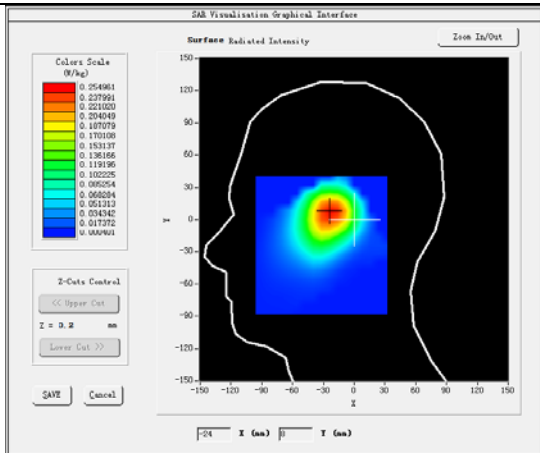 SAR Visualisation Graphical Interface
Surface Radiated Intensity
Zoom In/Out
Colors Scale
(W/kg)
0.254961
0.237991
0.221020
0.204049
0.187079
0.170108
0.153137
0.136166
0.119196
0.102225
0.085254
0.068284
0.051313
0.034342
0.017372
0.000401
Z-Cuts Control
<< Upper Cut
Z = 0.2 mm
Lower Cut >>
SAVE
Cancel
150
120
90
60
30
0
-30
-60
-90
-120
-150
Y
-150 -120 -90 -60 -30 0 30 60 90 120 150
X
-24 X (mm) 8 Y (mm)